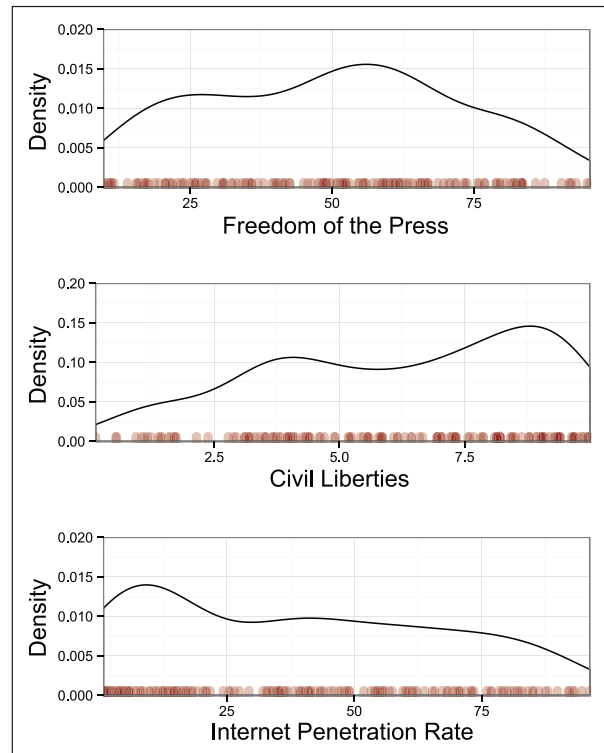 0.020
0.015
0.010
0.005
0.000
Density
25 50 75
Freedom of the Press
0.20
0.15
0.10
0.05
0.00
Density
2.5 5.0 7.5
Civil Liberties
0.020
0.015
0.010
0.005
0.000
Density
25 50 75
Internet Penetration Rate